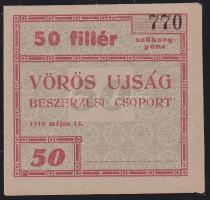 50 fillér
770
szükség-
pénz
VÖRÖS UJSÁG
BESZERZÉSI CSOPORT
1919 május 15.
50